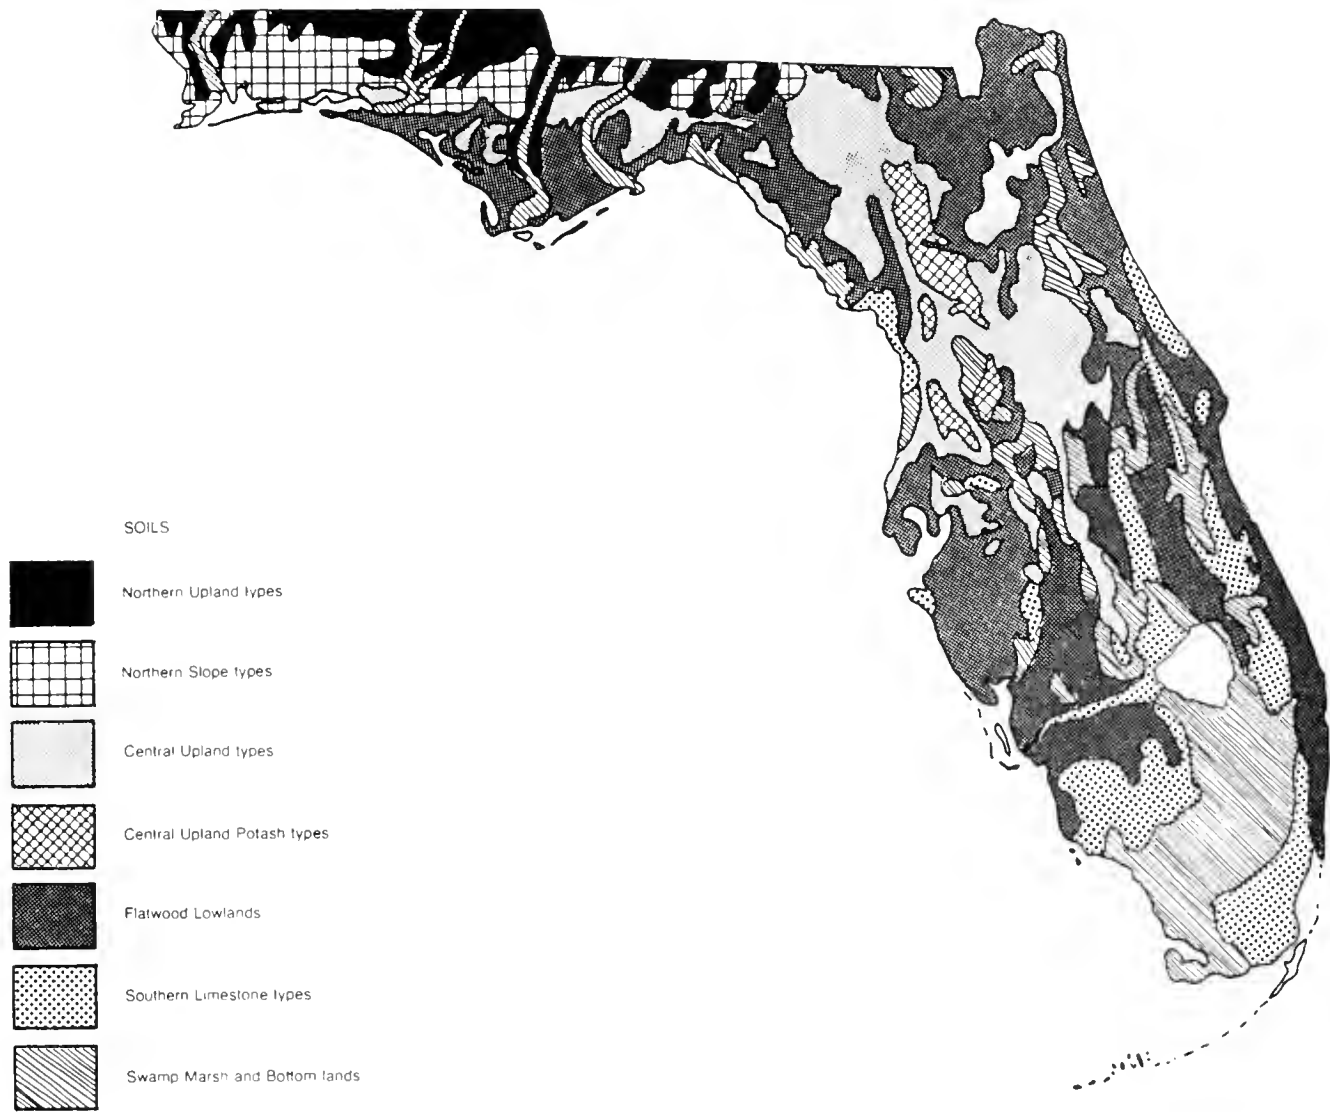 SOILS
Northern Upland types
Northern Slope types
Central Upland types
Central Upland Potash types
Flatwood Lowlands
Southern Limestone types
Swamp Marsh and Bottom lands